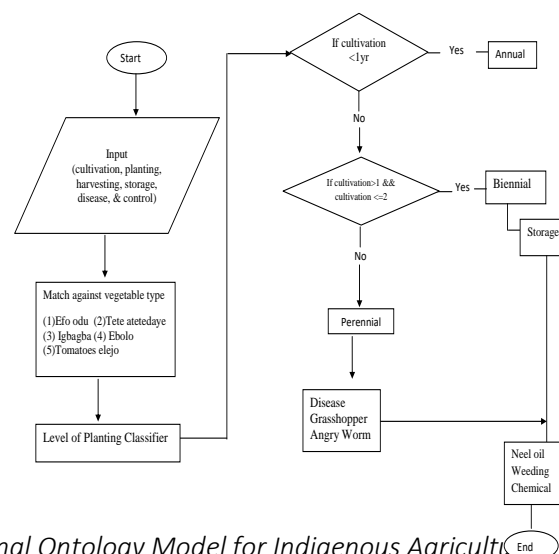 Start
Input
(cultivation, planting,
harvesting, storage,
disease, & control)
Match against vegetable type
(1)Efo odu (2)Tete atetedaye
(3) Igbagba (4) Ebolo
(5)Tomatoes elejo
Level of Planting Classifier
If cultivation
<1yr
Yes
Annual
No
If cultivation>1 &&
cultivation <=2
Yes
Biennial
Storage
No
Perennial
Disease
Grasshopper
Angry Worm
Neel oil
Weeding
Chemical
End
Ontology Model for Indigenous